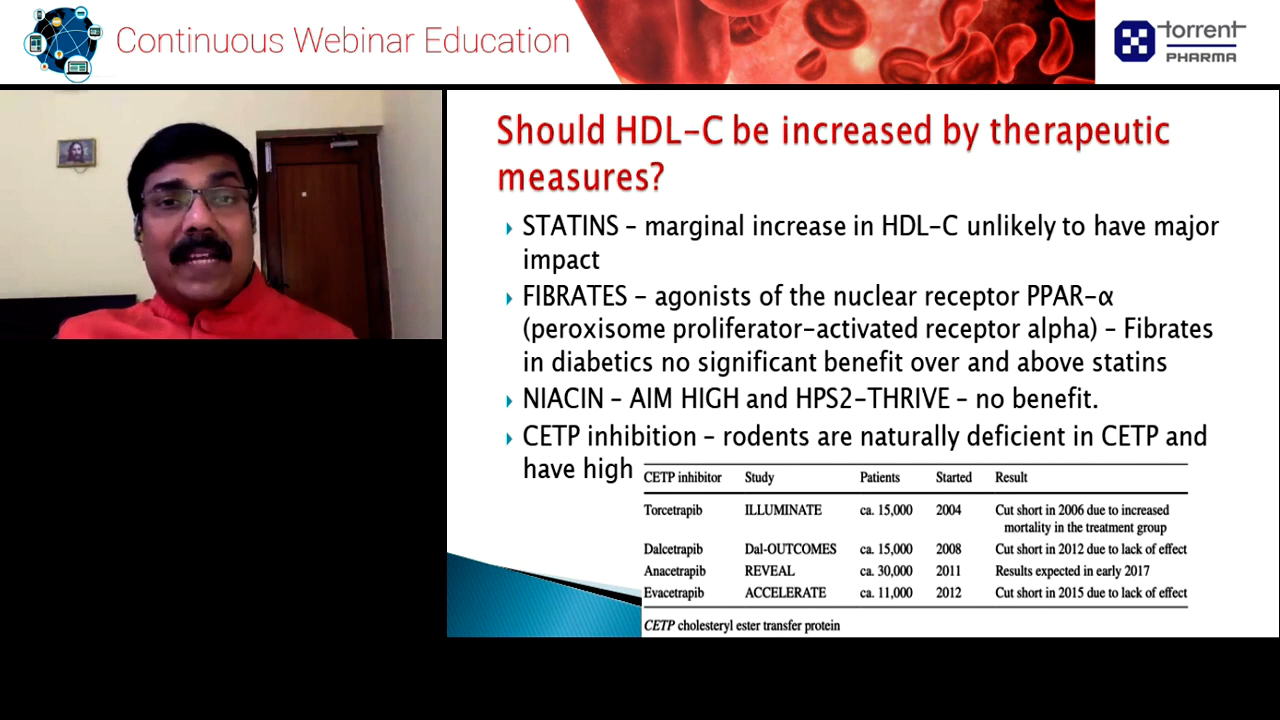 Continuous Webinar Education
torrent
PHARMA
Should HDL-C be increased by therapeutic
measures?
STATINS – marginal increase in HDL-C unlikely to have major
impact
FIBRATES – agonists of the nuclear receptor PPAR-α
(peroxisome proliferator-activated receptor alpha) – Fibrates
in diabetics no significant benefit over and above statins
NIACIN – AIM HIGH and HPS2-THRIVE – no benefit.
CETP inhibition – rodents are naturally deficient in CETP and
have high
CETP inhibitor Study Patients Started Result
Torcetrapib ILLUMINATE ca. 15,000 2004 Cut short in 2006 due to increased
mortality in the treatment group
Dalcetrapib Dal-OUTCOMES ca. 15,000 2008 Cut short in 2012 due to lack of effect
Anacetrapib REVEAL ca. 30,000 2011 Results expected in early 2017
Evacetrapib ACCELERATE ca. 11,000 2012 Cut short in 2015 due to lack of effect
CETP cholesteryl ester transfer protein